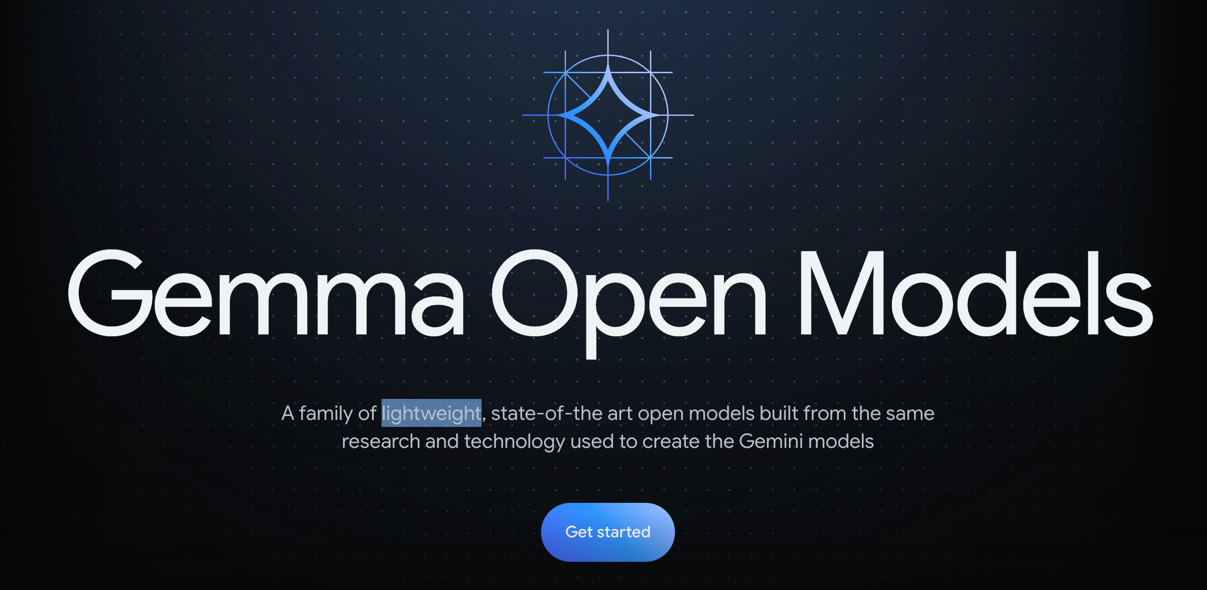 Gemma Open Models
A family of lightweight, state-of-the art open models built from the same
research and technology used to create the Gemini models
Get started